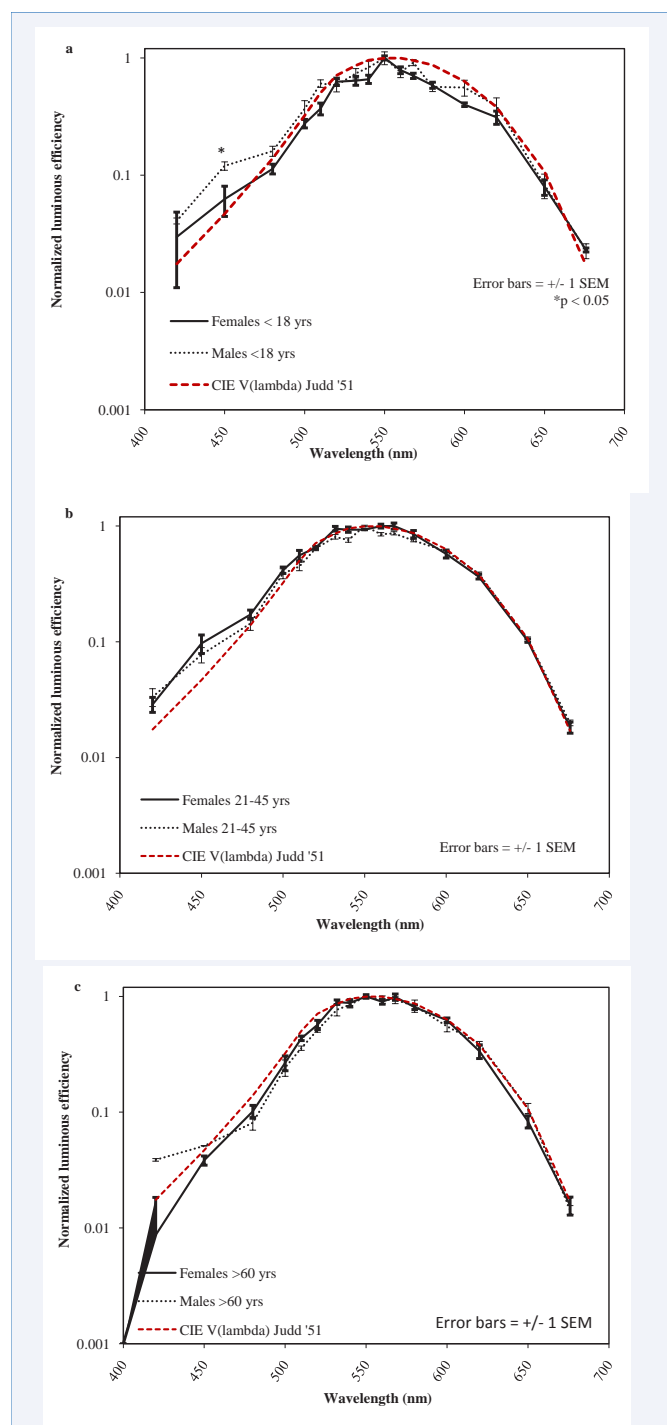 a
Normalized luminous efficiency
1
0.1
0.01
0.001
*
Error bars = +/- 1 SEM
*p < 0.05
Females < 18 yrs
Males <18 yrs
CIE V(lambda) Judd '51
400
450
500
550
600
650
700
Wavelength (nm)
b
Normalized luminous efficiency
1
0.1
0.01
0.001
Females 21-45 yrs
Males 21-45 yrs
CIE V(lambda) Judd '51
Error bars = +/- 1 SEM
400
450
500
550
600
650
700
Wavelength (nm)
c
Normalized luminous efficiency
1
0.1
0.01
0.001
Females >60 yrs
Males >60 yrs
CIE V(lambda) Judd '51
Error bars = +/- 1 SEM
400
450
500
550
600
650
700
Wavelength (nm)